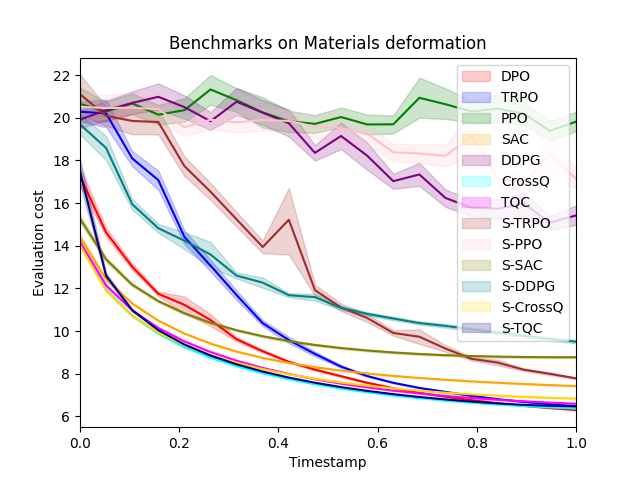 Benchmarks on Materials deformation
Evaluation cost
22
20
18
16
14
12
10
8
6
0.0
0.2
0.4
0.6
0.8
1.0
Timestamp
DPO
TRPO
PPO
SAC
DDPG
CrossQ
TQC
S-TRPO
S-PPO
S-SAC
S-DDPG
S-CrossQ
S-TQC